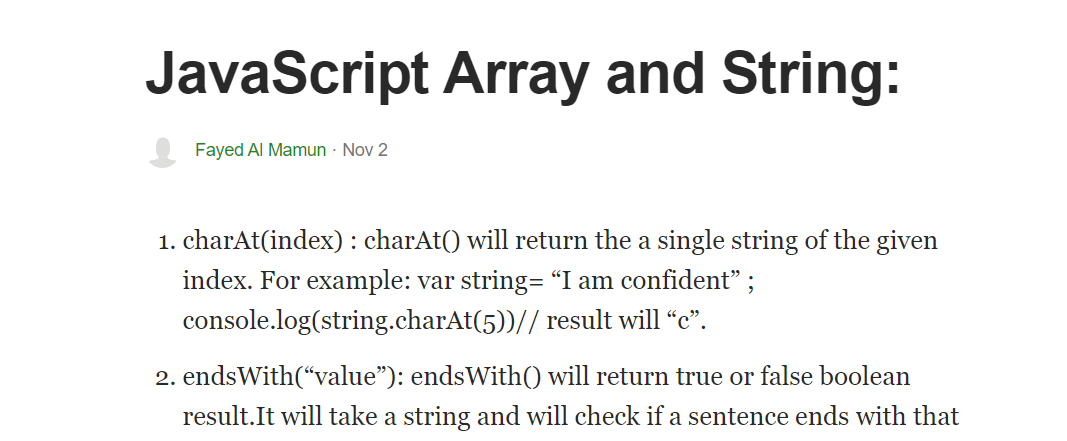 JavaScript Array and String:
Fayed Al Mamun · Nov 2
1. charAt(index) : charAt() will return the a single string of the given
index. For example: var string= “I am confident” ;
console.log(string.charAt(5))// result will “c”.
2. endsWith(“value”): endsWith() will return true or false boolean
result.It will take a string and will check if a sentence ends with that